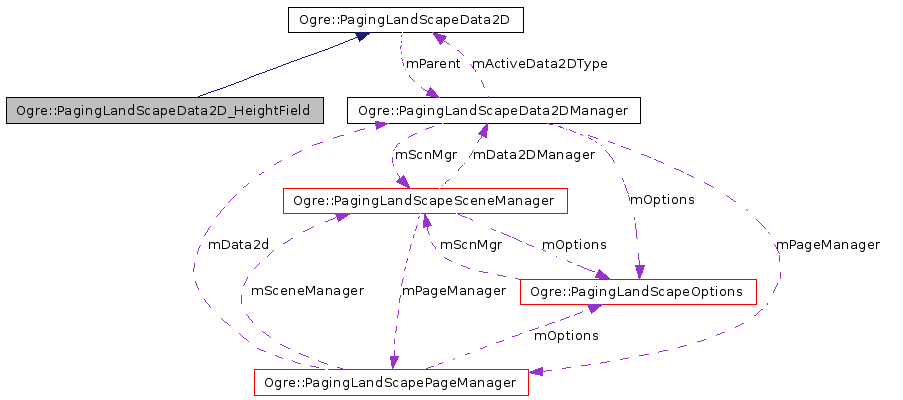 Ogre::PagingLandScapeData2D
mParent
mActiveData2DType
Ogre::PagingLandScapeData2D_HeightField
Ogre::PagingLandScapeData2DManager
mScnMgr
mData2DManager
Ogre::PagingLandScapeSceneManager
mOptions
mData2d
mScnMgr
mOptions
mPageManager
mSceneManager
mPageManager
Ogre::PagingLandScapeOptions
mOptions
Ogre::PagingLandScapePageManager